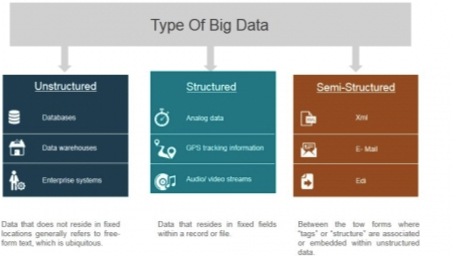 Type Of Big Data
Unstructured
Databases
Data warehouses
Enterprise systems
Data that does not reside in fixed
locations generally refers to free-
form text, which is ubiquitous.
Structured
Analog data
GPS tracking information
Audio/ video streams
Data that resides in fixed fields
within a record or file.
Semi-Structured
Xml
E- Mail
Edi
Between the tow forms where
"tags" or "structure" are associated
or embedded within unstructured
data.